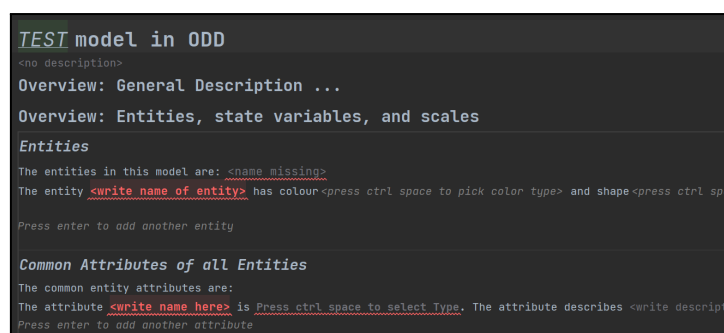 TEST model in ODD
<no description>
Overview: General Description ...
Overview: Entities, state variables, and scales
Entities
The entities in this model are: <name missing>
The entity <write name of entity> has colour <press ctrl space to pick color type> and shape <press ctrl sp
Press enter to add another entity
Common Attributes of all Entities
The common entity attributes are:
The attribute <write name here> is Press ctrl space to select Type. The attribute describes <write descript
Press enter to add another attribute